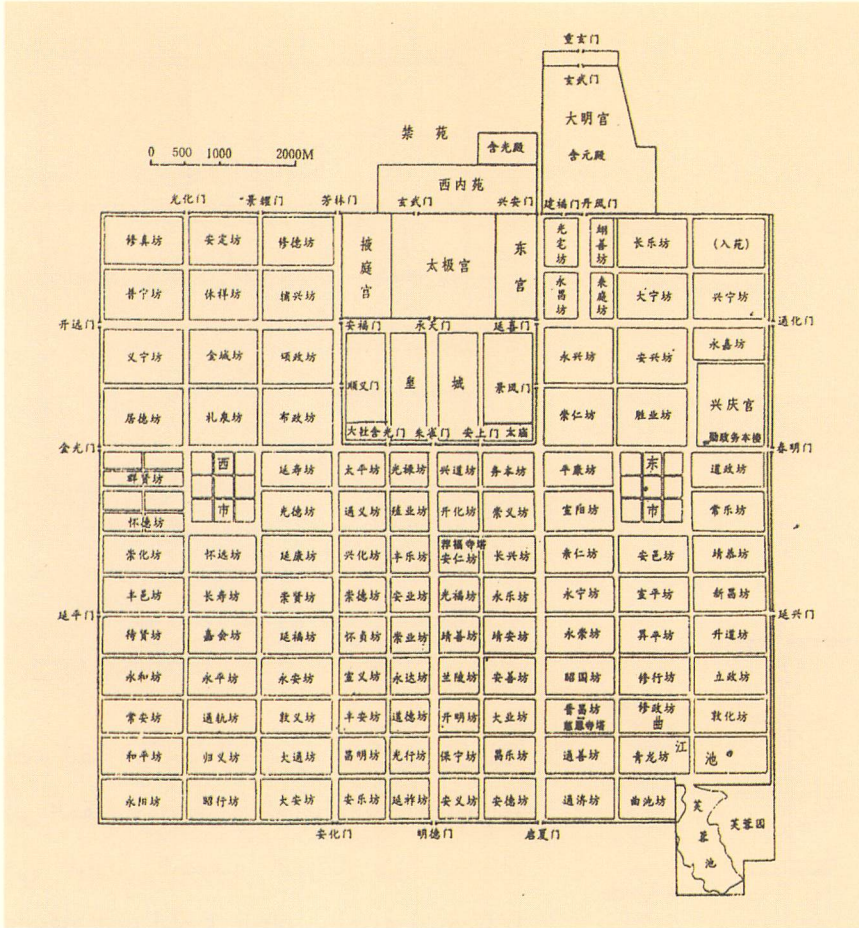 重玄门
玄武门
大明宫
含元殿
禁苑
含光殿
西内苑
0 500 1000 2000M
光化门 景耀门 芳林门 玄武门 兴安门 建福门 丹凤门
修真坊 安定坊 修德坊 掖庭宫 太极宫 东宫 光宅坊 翊善坊 长乐坊 (入苑)
普宁坊 休祥坊 辅兴坊 永昌坊 来庭坊 大宁坊 兴宁坊
开远门 安福门 承天门 延喜门 通化门
义宁坊 金城坊 颂政坊 顺义门 皇城 景凤门 永兴坊 安兴坊 永嘉坊
居德坊 礼泉坊 布政坊 崇仁坊 胜业坊 兴庆宫
大社 含光门 朱雀门 安上门 太庙 勤政务本楼
金光门 春明门
群贤坊 西市 延寿坊 太平坊 光禄坊 兴道坊 务本坊 平康坊 东市 道政坊
怀德坊 光德坊 通义坊 殖业坊 开化坊 崇义坊 宣阳坊 常乐坊
崇化坊 怀远坊 延康坊 兴化坊 丰乐坊 荐福寺塔 安仁坊 长兴坊 亲仁坊 安邑坊 靖恭坊
丰邑坊 长寿坊 崇贤坊 崇德坊 安业坊 光福坊 永乐坊 永宁坊 宣平坊 新昌坊
延平门 延兴门
待贤坊 嘉会坊 延福坊 怀贞坊 崇业坊 靖善坊 靖安坊 永崇坊 昇平坊 升道坊
永和坊 永平坊 永安坊 宣义坊 永达坊 兰陵坊 安善坊 昭国坊 修行坊 立政坊
常安坊 通轨坊 敦义坊 丰安坊 道德坊 开明坊 大业坊 晋昌坊 慈恩寺塔 修政坊 曲 敦化坊
和平坊 归义坊 大通坊 昌明坊 光行坊 保宁坊 昌乐坊 通善坊 青龙坊 江 池
永阳坊 昭行坊 大安坊 安乐坊 延祚坊 安义坊 安德坊 通济坊 曲池坊
芙蓉池 芙蓉园
安化门 明德门 启夏门